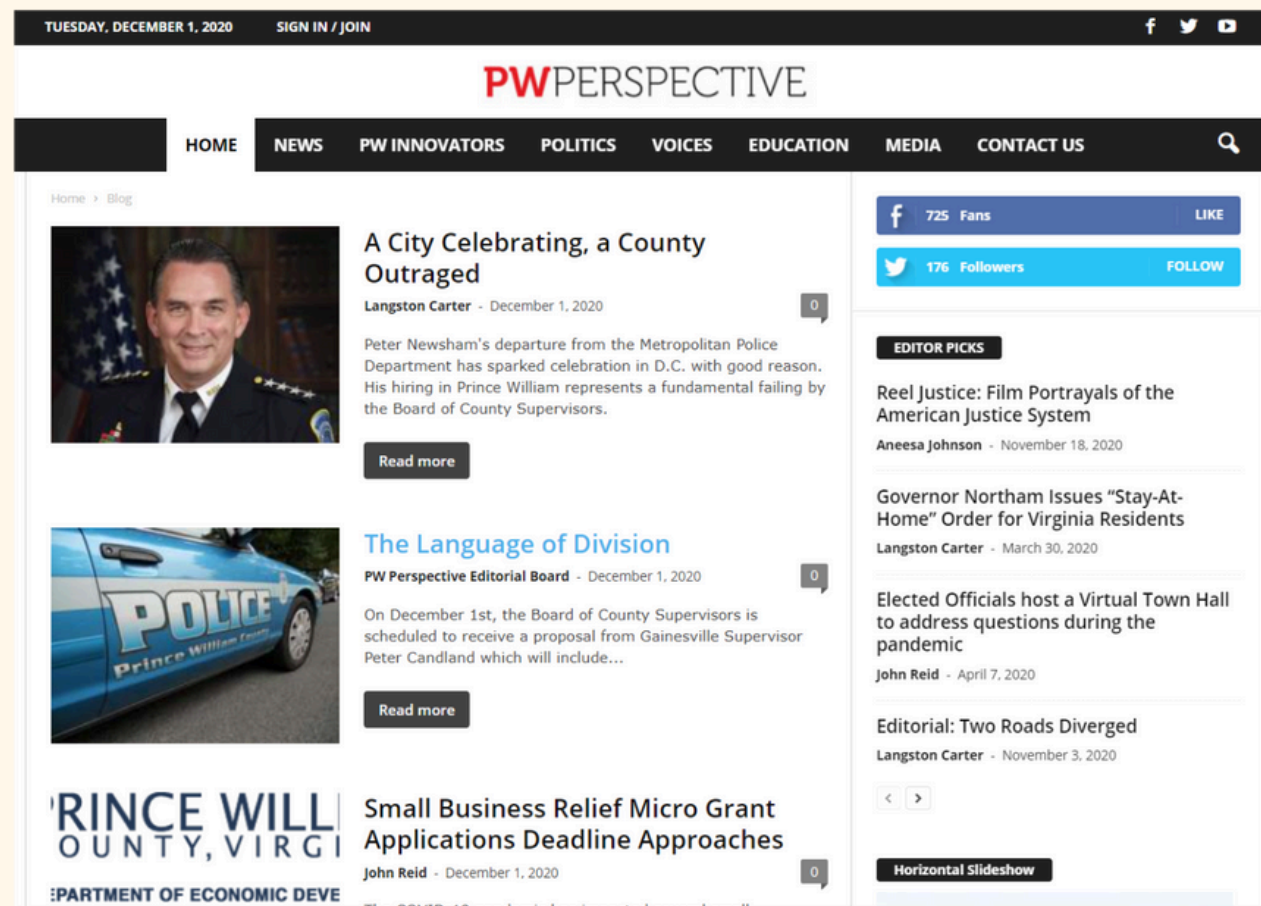 TUESDAY, DECEMBER 1, 2020 SIGN IN / JOIN
PWPERSPECTIVE
HOME NEWS PW INNOVATORS POLITICS VOICES EDUCATION MEDIA CONTACT US
Home › Blog
A City Celebrating, a County
Outraged
Langston Carter - December 1, 2020
0
Peter Newsham's departure from the Metropolitan Police
Department has sparked celebration in D.C. with good reason.
His hiring in Prince William represents a fundamental failing by
the Board of County Supervisors.
Read more
POLICE
Prince William County
The Language of Division
PW Perspective Editorial Board - December 1, 2020
0
On December 1st, the Board of County Supervisors is
scheduled to receive a proposal from Gainesville Supervisor
Peter Candland which will include...
Read more
RINCE WILL
OUNTY, VIRGI
EPARTMENT OF ECONOMIC DEVE
Small Business Relief Micro Grant
Applications Deadline Approaches
John Reid - December 1, 2020
0
725 Fans LIKE
176 Followers FOLLOW
EDITOR PICKS
Reel Justice: Film Portrayals of the
American Justice System
Aneesa Johnson - November 18, 2020
Governor Northam Issues “Stay-At-
Home” Order for Virginia Residents
Langston Carter - March 30, 2020
Elected Officials host a Virtual Town Hall
to address questions during the
pandemic
John Reid - April 7, 2020
Editorial: Two Roads Diverged
Langston Carter - November 3, 2020
Horizontal Slideshow